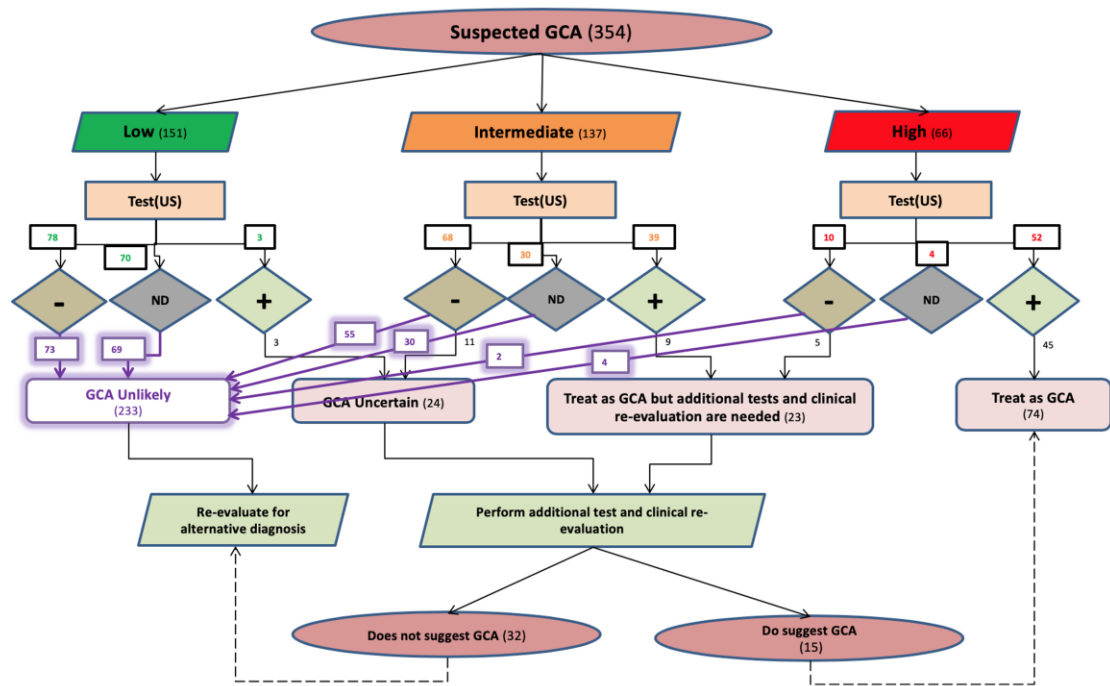 Suspected GCA (354)
Low (151)
Intermediate (137)
High (66)
Test(US)
Test(US)
Test(US)
78
70
3
68
30
39
10
4
52
-
ND
+
-
ND
+
-
ND
+
73
69
3
55
30
11
2
4
9
5
45
GCA Unlikely
(233)
GCA Uncertain (24)
Treat as GCA but additional tests and clinical
re-evaluation are needed (23)
Treat as GCA
(74)
Re-evaluate for
alternative diagnosis
Perform additional test and clinical re-
evaluation
Does not suggest GCA (32)
Do suggest GCA
(15)